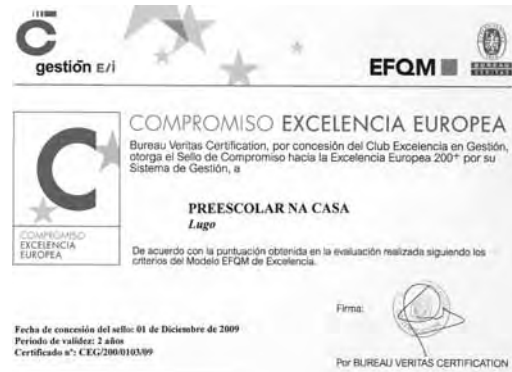 C
gestión E/i
EFQM
BUREAU
VERITAS
COMPROMISO EXCELENCIA EUROPEA
Bureau Veritas Certification, por concesión del Club Excelencia en Gestión,
otorga el Sello de Compromiso hacia la Excelencia Europea 200+ por su
Sistema de Gestión, a
PREESCOLAR NA CASA
Lugo
C
COMPROMISO
EXCELENCIA
EUROPEA
De acuerdo con la puntuación obtenida en la evaluación realizada siguiendo los
criterios del Modelo EFQM de Excelencia.
Firma:
Fecha de concesión del sello: 01 de Diciembre de 2009
Periodo de validez: 2 años
Certificado nº: CEG/200/0103/09
Por BUREAU VERITAS CERTIFICATION